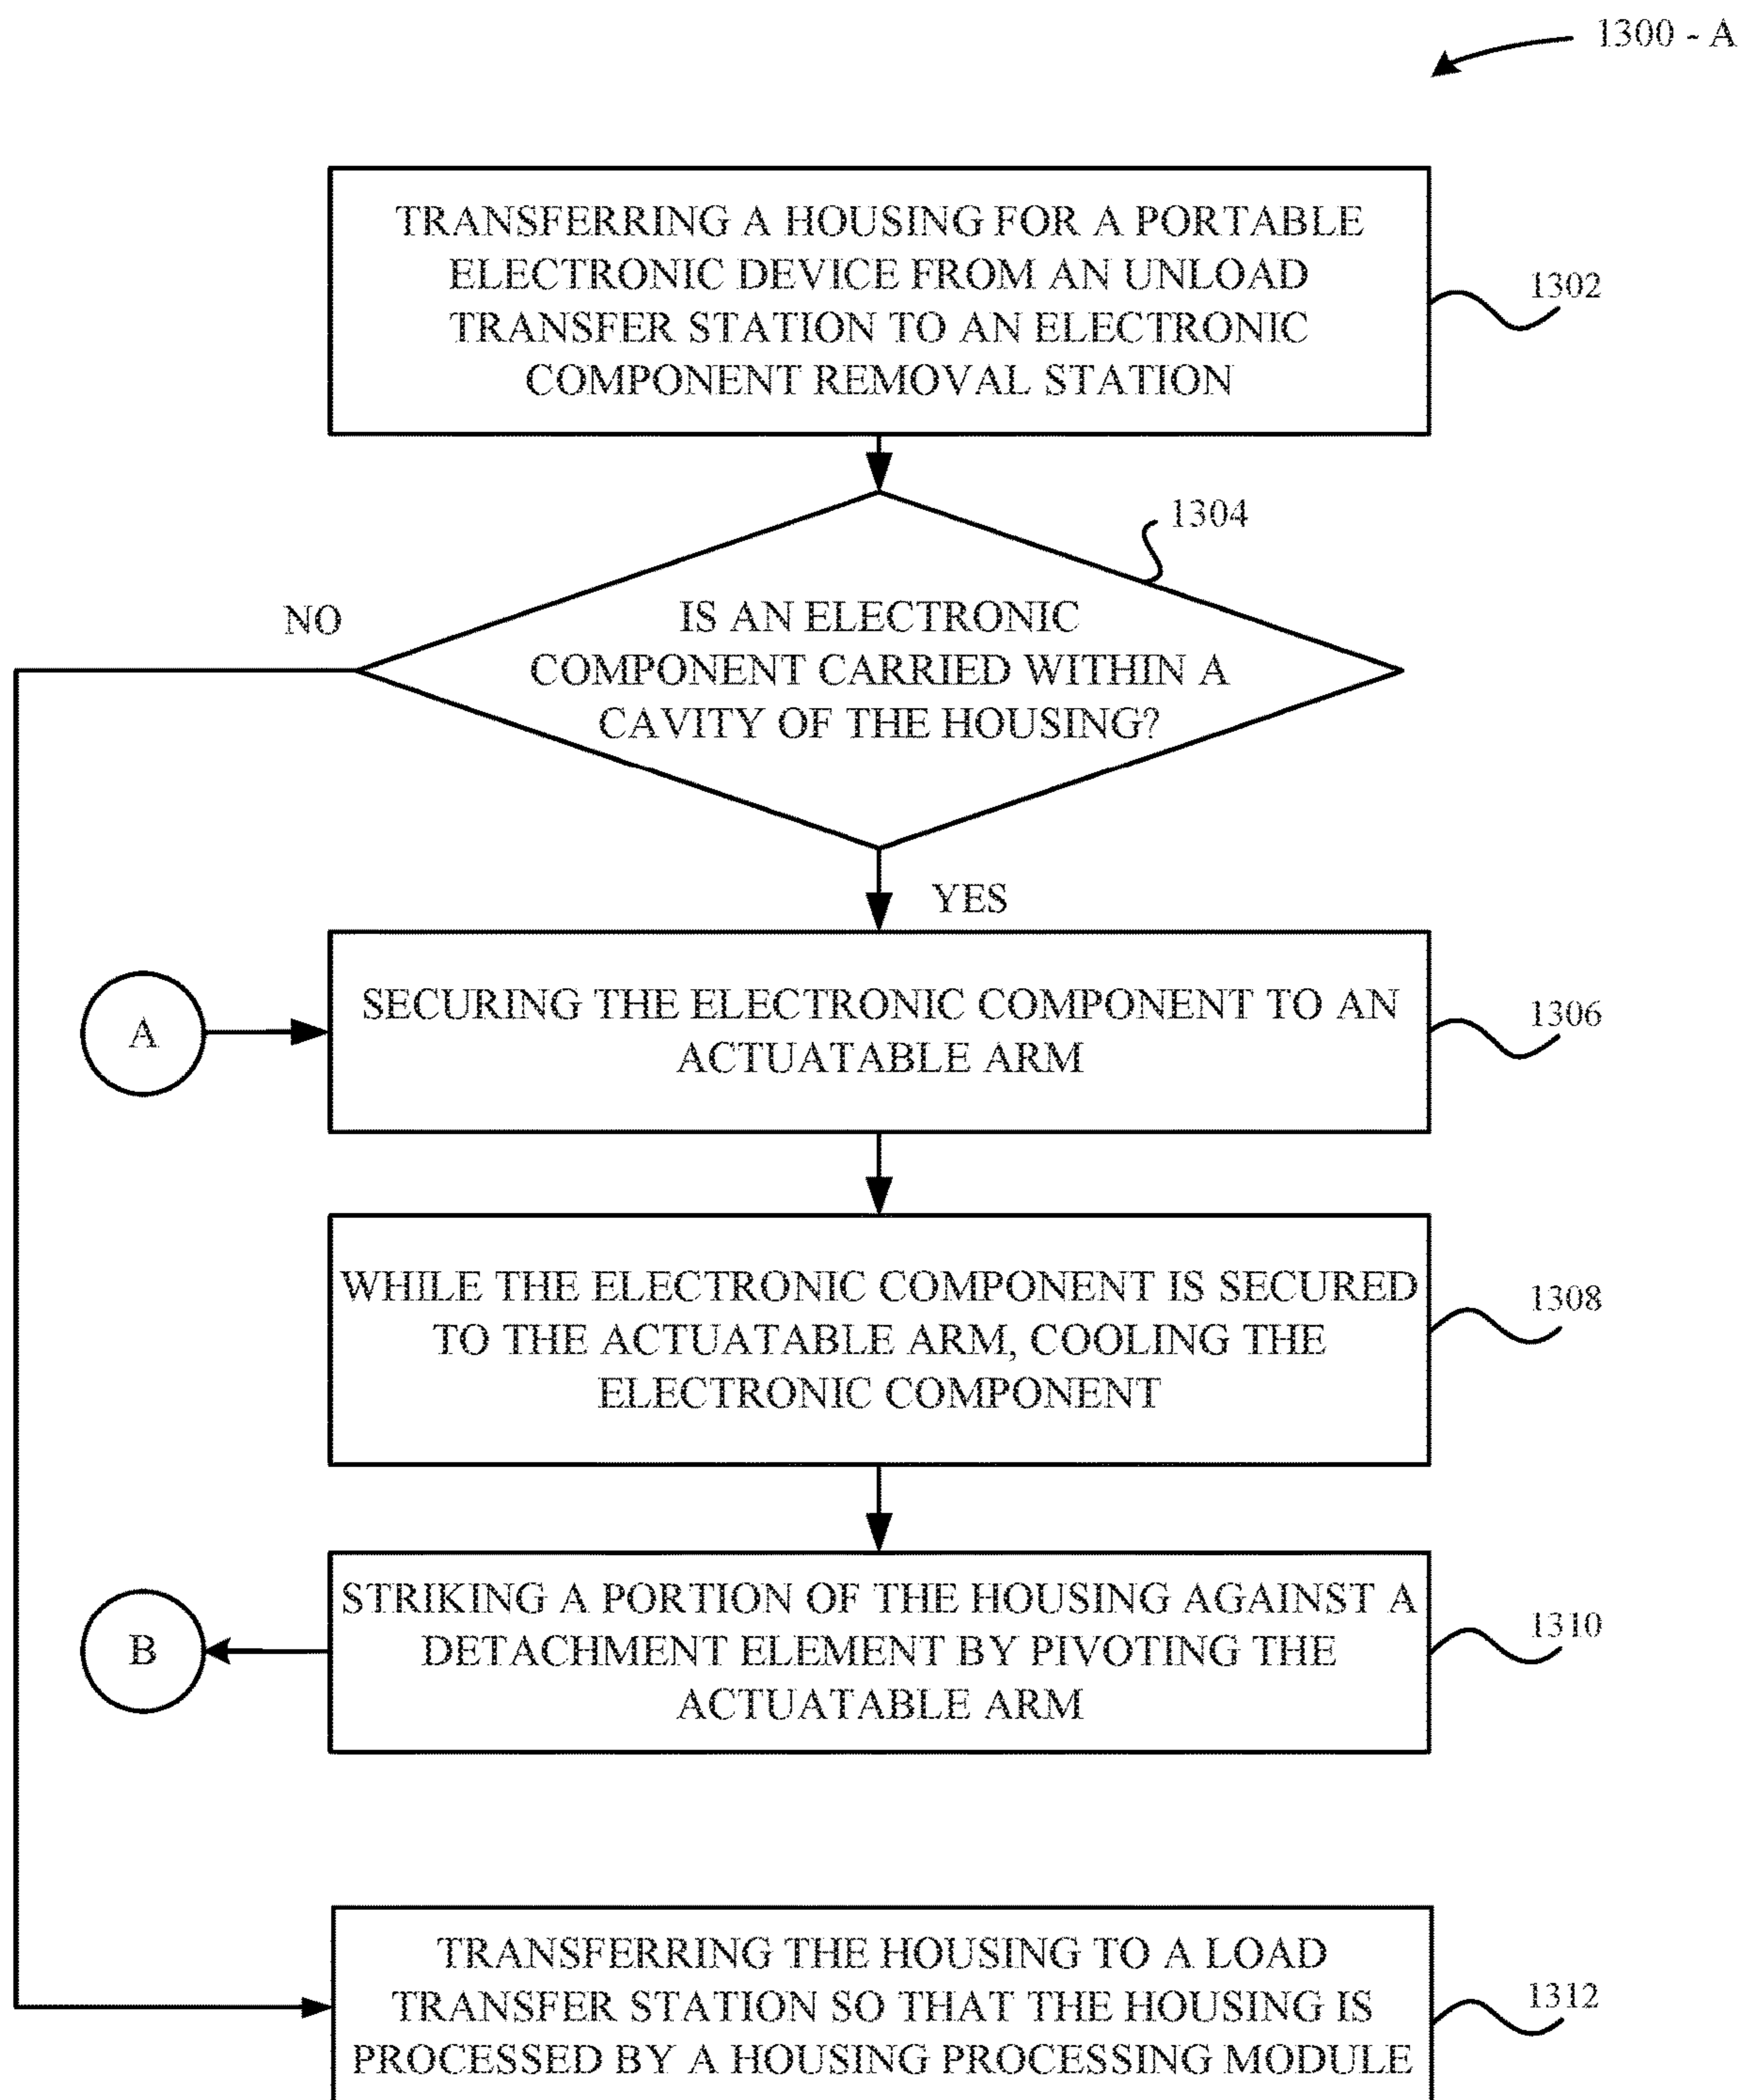 1300 - A
TRANSFERRING A HOUSING FOR A PORTABLE
ELECTRONIC DEVICE FROM AN UNLOAD
TRANSFER STATION TO AN ELECTRONIC
COMPONENT REMOVAL STATION
1302
1304
NO
IS AN ELECTRONIC
COMPONENT CARRIED WITHIN A
CAVITY OF THE HOUSING?
YES
A
SECURING THE ELECTRONIC COMPONENT TO AN
ACTUATABLE ARM
1306
WHILE THE ELECTRONIC COMPONENT IS SECURED
TO THE ACTUATABLE ARM, COOLING THE
ELECTRONIC COMPONENT
1308
B
STRIKING A PORTION OF THE HOUSING AGAINST A
DETACHMENT ELEMENT BY PIVOTING THE
ACTUATABLE ARM
1310
TRANSFERRING THE HOUSING TO A LOAD
TRANSFER STATION SO THAT THE HOUSING IS
PROCESSED BY A HOUSING PROCESSING MODULE
1312